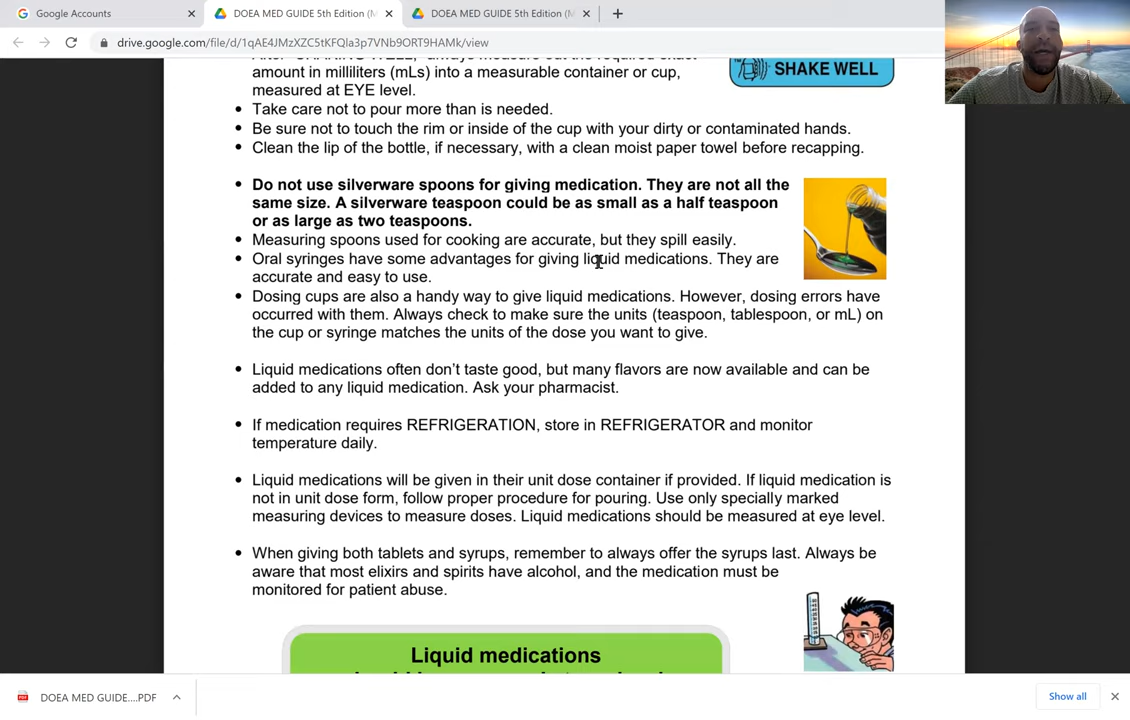 Google Accounts
DOEA MED GUIDE 5th Edition (M
DOEA MED GUIDE 5th Edition (M
drive.google.com/file/d/1qAE4JMzXZC5tKFQla3p7VNb9ORT9HAMk/view
amount in milliliters (mLs) into a measurable container or cup,
measured at EYE level.
SHAKE WELL
• Take care not to pour more than is needed.
• Be sure not to touch the rim or inside of the cup with your dirty or contaminated hands.
• Clean the lip of the bottle, if necessary, with a clean moist paper towel before recapping.
• Do not use silverware spoons for giving medication. They are not all the
same size. A silverware teaspoon could be as small as a half teaspoon
or as large as two teaspoons.
• Measuring spoons used for cooking are accurate, but they spill easily.
• Oral syringes have some advantages for giving liquid medications. They are
accurate and easy to use.
• Dosing cups are also a handy way to give liquid medications. However, dosing errors have
occurred with them. Always check to make sure the units (teaspoon, tablespoon, or mL) on
the cup or syringe matches the units of the dose you want to give.
• Liquid medications often don't taste good, but many flavors are now available and can be
added to any liquid medication. Ask your pharmacist.
• If medication requires REFRIGERATION, store in REFRIGERATOR and monitor
temperature daily.
• Liquid medications will be given in their unit dose container if provided. If liquid medication is
not in unit dose form, follow proper procedure for pouring. Use only specially marked
measuring devices to measure doses. Liquid medications should be measured at eye level.
• When giving both tablets and syrups, remember to always offer the syrups last. Always be
aware that most elixirs and spirits have alcohol, and the medication must be
monitored for patient abuse.
Liquid medications
DOEA MED GUIDE....PDF
Show all